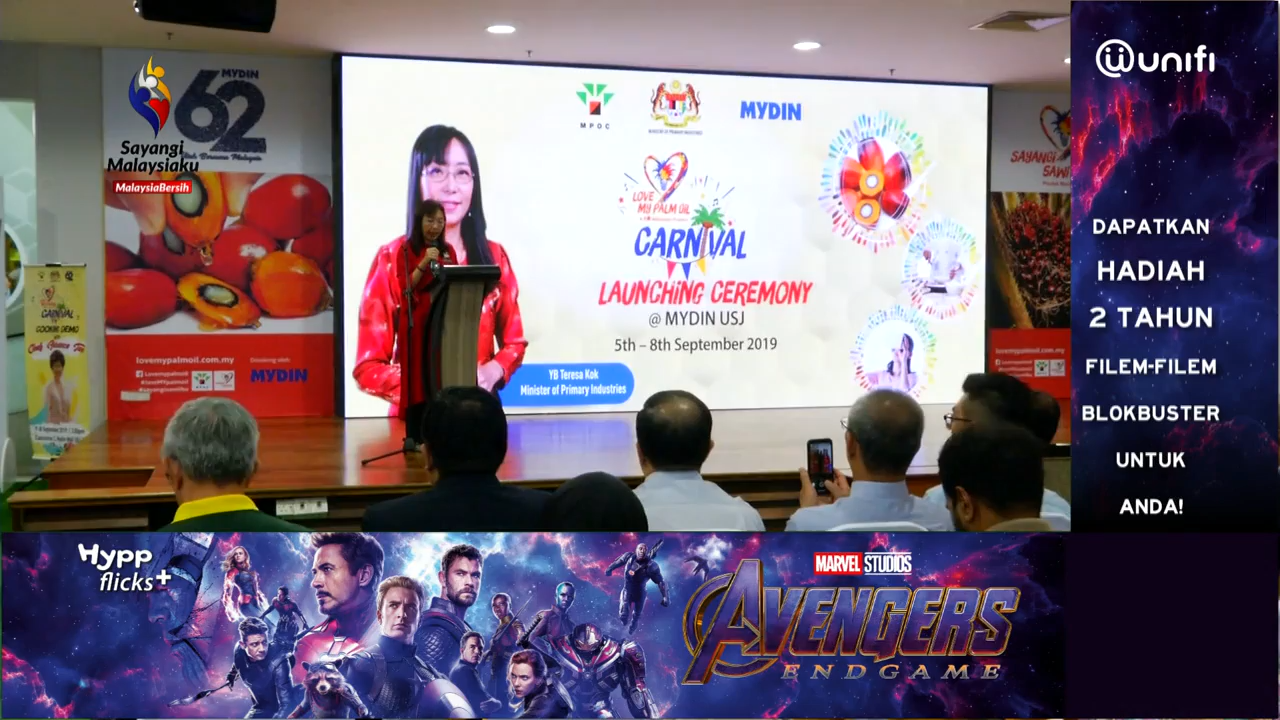 MYDIN
62
Sayangi
Malaysiaku
MalaysiaBersih
lovemypalmoil.com.my
MYDIN
CARNIVAL
COOKING DEMO
MPOC
MYDIN
LOVE
MY PALM OIL
CARNIVAL
LAUNCHING CEREMONY
@ MYDIN USJ
5th – 8th September 2019
YB Teresa Kok
Minister of Primary Industries
unifi
DAPATKAN
HADIAH
2 TAHUN
FILEM-FILEM
BLOKBUSTER
UNTUK
ANDA!
Hypp
flicks+
MARVEL STUDIOS
AVENGERS
ENDGAME